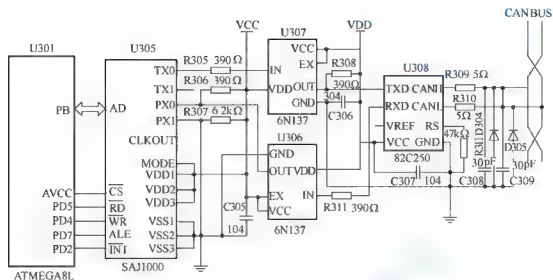 CANBUS
VCC
U307
VDD
U301
U305
R305 390Ω
VCC
R308
U308
TX0
IN
EX
R306 390Ω
390Ω
TXD CANH
R309 5Ω
TX1
VDD
OUT
PB
AD
PX0
GND
304
RXD CANL
R310
R307 6.2kΩ
C306
5Ω
PX1
6N137
VREF RS
47kΩ
R311
D304
D305
CLKOUT
U306
VCC GND
GND
82C250
30pF
30pF
MODE
OUT VDD
C307
104
C308
C309
VDD1
AVCC
CS
VDD2
EX
IN
PD5
RD
VDD3
C305
VCC
R311 390Ω
PD4
WR
VSS1
104
6N137
PD7
ALE
VSS2
PD2
INT
VSS3
ATMEGA8L
SAJ1000